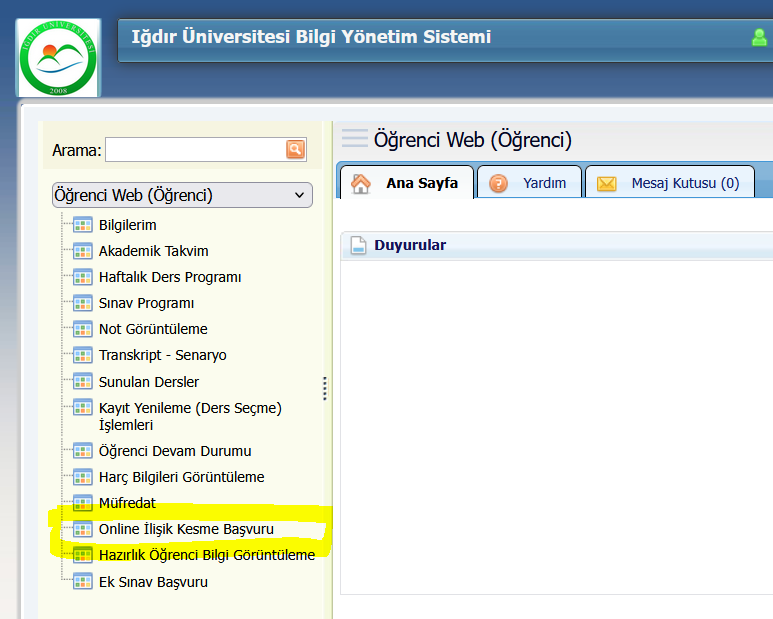 IĞDIR ÜNİVERSİTESİ
2008
Iğdır Üniversitesi Bilgi Yönetim Sistemi
Arama:
Öğrenci Web (Öğrenci)
Bilgilerim
Akademik Takvim
Haftalık Ders Programı
Sınav Programı
Not Görüntüleme
Transkript - Senaryo
Sunulan Dersler
Kayıt Yenileme (Ders Seçme)
İşlemleri
Öğrenci Devam Durumu
Harç Bilgileri Görüntüleme
Müfredat
Online İlişik Kesme Başvuru
Hazırlık Öğrenci Bilgi Görüntüleme
Ek Sınav Başvuru
Öğrenci Web (Öğrenci)
Ana Sayfa
Yardım
Mesaj Kutusu (0)
Duyurular